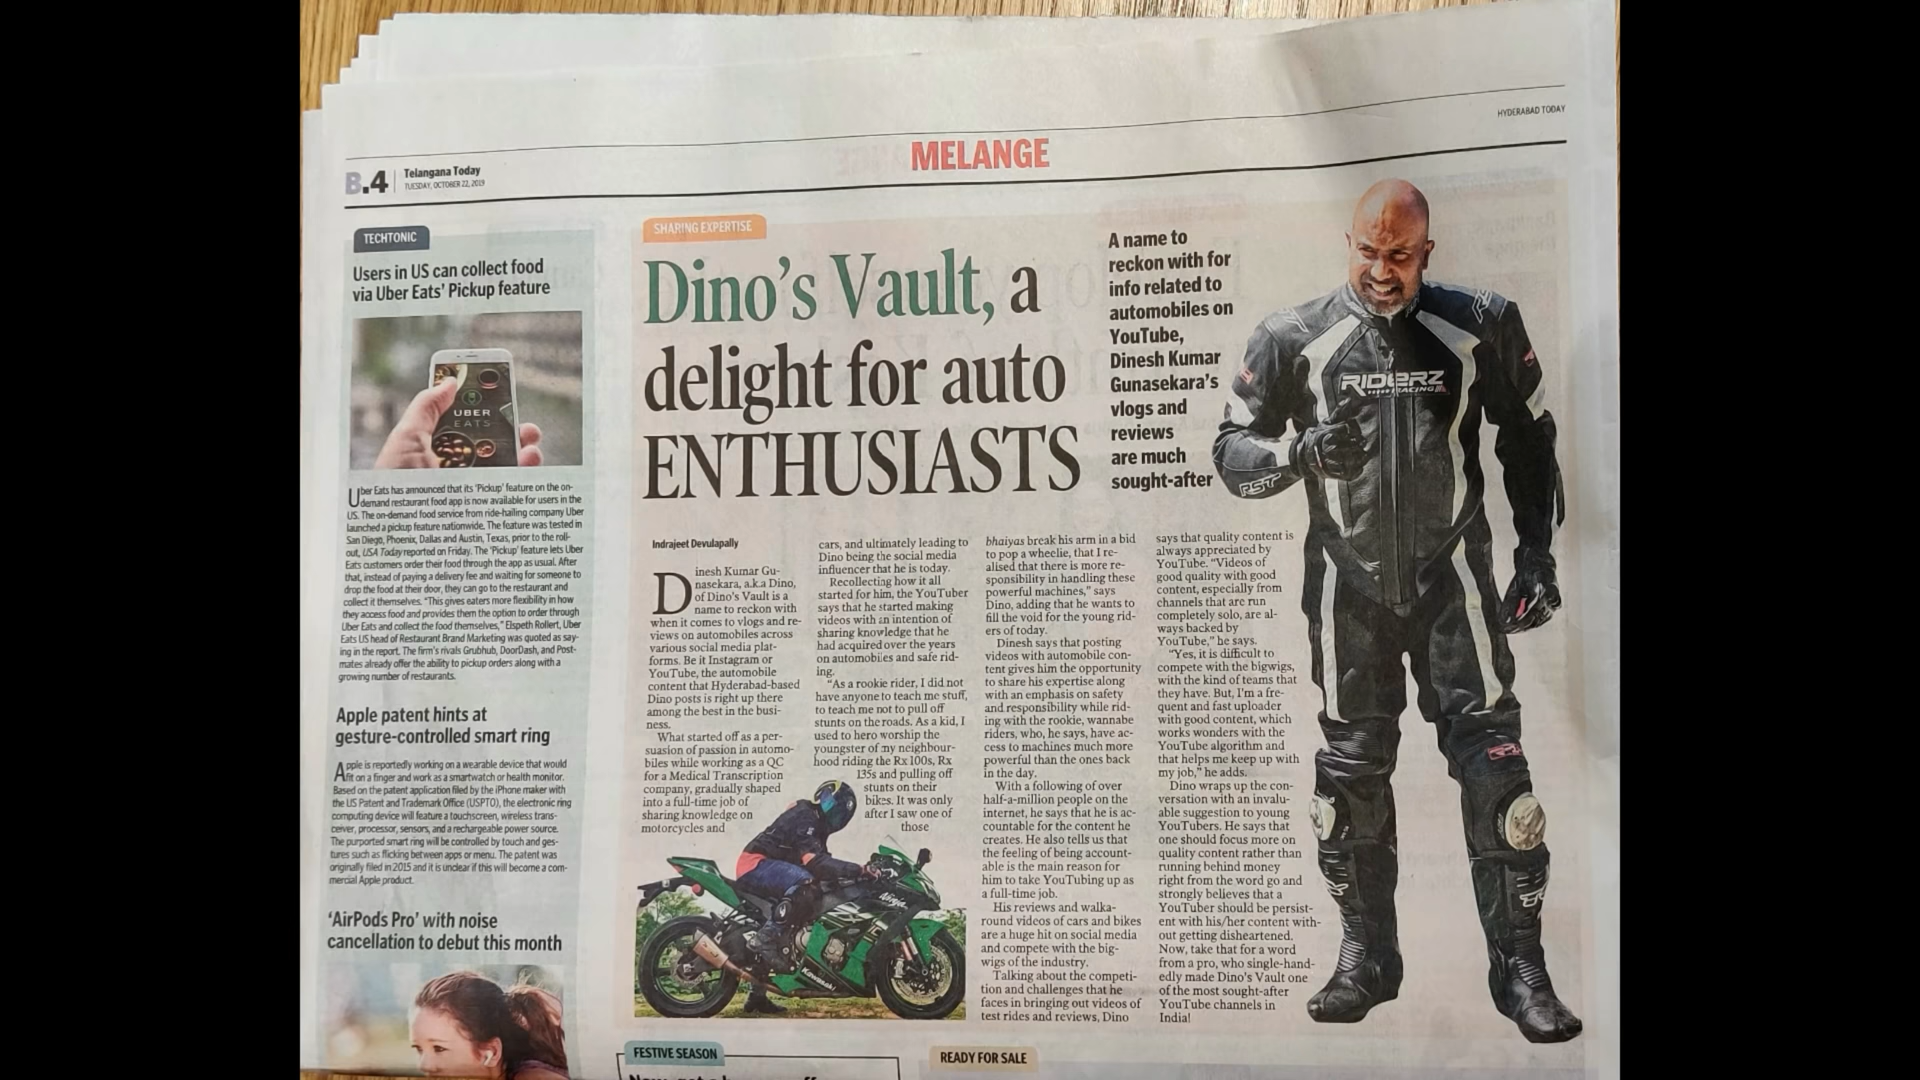 HYDERABAD TODAY
MELANGE
B.4
Telangana Today
TUESDAY, OCTOBER 22, 2019
TECHTONIC
Users in US can collect food
via Uber Eats' Pickup feature
UBER
EATS
Uber Eats has announced that its 'Pickup' feature on the on-
demand restaurant food app is now available for users in the
US. The on-demand food service from ride-hailing company Uber
launched a pickup feature nationwide. The feature was tested in
San Diego, Phoenix, Dallas and Austin, Texas, prior to the roll-
out, USA Today reported on Friday. The 'Pickup' feature lets Uber
Eats customers order their food through the app as usual. After
that, instead of paying a delivery fee and waiting for someone to
drop the food at their door, they can go to the restaurant and
collect it themselves. "This gives eaters more flexibility in how
they access food and provides them the option to order through
Uber Eats and collect the food themselves," Elspeth Rollert, Uber
Eats US head of Restaurant Brand Marketing was quoted as say-
ing in the report. The firm's rivals Grubhub, DoorDash, and Post-
mates already offer the ability to pickup orders along with a
growing number of restaurants.
Apple patent hints at
gesture-controlled smart ring
Apple is reportedly working on a wearable device that would
fit on a finger and work as a smartwatch or health monitor.
Based on the patent application filed by the iPhone maker with
the US Patent and Trademark Office (USPTO), the electronic ring
computing device will feature a touchscreen, wireless trans-
ceiver, processor, sensors, and a rechargeable power source.
The purported smart ring will be controlled by touch and ges-
tures such as flicking between apps or menu. The patent was
originally filed in 2015 and it is unclear if this will become a com-
mercial Apple product.
'AirPods Pro' with noise
cancellation to debut this month
SHARING EXPERTISE
Dino's Vault, a
delight for auto
ENTHUSIASTS
A name to
reckon with for
info related to
automobiles on
YouTube,
Dinesh Kumar
Gunasekara's
vlogs and
reviews
are much
sought-after
RIDERZ
RACING
RST
Indrajeet Devulapally
Dinesh Kumar Gu-
nasekara, a.k.a Dino,
of Dino's Vault is a
name to reckon with
when it comes to vlogs and re-
views on automobiles across
various social media plat-
forms. Be it Instagram or
YouTube, the automobile
content that Hyderabad-based
Dino posts is right up there
among the best in the busi-
ness.
What started off as a per-
suasion of passion in automo-
biles while working as a QC
for a Medical Transcription
company, gradually shaped
into a full-time job of
sharing knowledge on
motorcycles and
cars, and ultimately leading to
Dino being the social media
influencer that he is today.
Recollecting how it all
started for him, the YouTuber
says that he started making
videos with an intention of
sharing knowledge that he
had acquired over the years
on automobiles and safe rid-
ing.
"As a rookie rider, I did not
have anyone to teach me stuff,
to teach me not to pull off
stunts on the roads. As a kid, I
used to hero worship the
youngster of my neighbour-
hood riding the Rx 100s, Rx
135s and pulling off
stunts on their
bikes. It was only
after I saw one of
those
bhaiyas break his arm in a bid
to pop a wheelie, that I re-
alised that there is more re-
sponsibility in handling these
powerful machines," says
Dino, adding that he wants to
fill the void for the young rid-
ers of today.
Dinesh says that posting
videos with automobile con-
tent gives him the opportunity
to share his expertise along
with an emphasis on safety
and responsibility while rid-
ing with the rookie, wannabe
riders, who, he says, have ac-
cess to machines much more
powerful than the ones back
in the day.
With a following of over
half-a-million people on the
internet, he says that he is ac-
countable for the content he
creates. He also tells us that
the feeling of being account-
able is the main reason for
him to take YouTubing up as
a full-time job.
His reviews and walka-
round videos of cars and bikes
are a huge hit on social media
and compete with the big-
wigs of the industry.
Talking about the competi-
tion and challenges that he
faces in bringing out videos of
test rides and reviews, Dino
says that quality content is
always appreciated by
YouTube. "Videos of
good quality with good
content, especially from
channels that are run
completely solo, are al-
ways backed by
YouTube," he says.
"Yes, it is difficult to
compete with the bigwigs,
with the kind of teams that
they have. But, I'm a fre-
quent and fast uploader
with good content, which
works wonders with the
YouTube algorithm and
that helps me keep up with
my job," he adds.
Dino wraps up the con-
versation with an invalu-
able suggestion to young
YouTubers. He says that
one should focus more on
quality content rather than
running behind money
right from the word go and
strongly believes that a
YouTuber should be persist-
ent with his/her content with-
out getting disheartened.
Now, take that for a word
from a pro, who single-hand-
edly made Dino's Vault one
of the most sought-after
YouTube channels in
India!
Ninja
Kawasaki
FESTIVE SEASON
READY FOR SALE